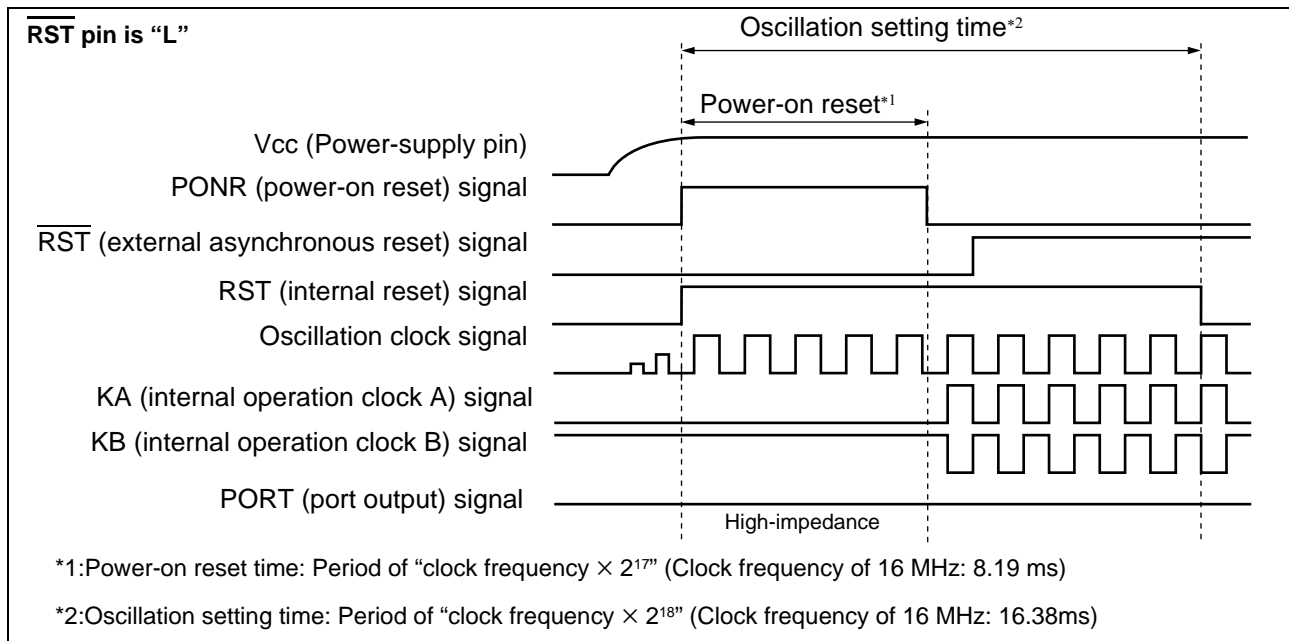 RST pin is “L”
Oscillation setting time*2
Power-on reset*1
Vcc (Power-supply pin)
PONR (power-on reset) signal
RST (external asynchronous reset) signal
RST (internal reset) signal
Oscillation clock signal
KA (internal operation clock A) signal
KB (internal operation clock B) signal
PORT (port output) signal
High-impedance
*1:Power-on reset time: Period of “clock frequency × 2¹⁷” (Clock frequency of 16 MHz: 8.19 ms)
*2:Oscillation setting time: Period of “clock frequency × 2¹⁸” (Clock frequency of 16 MHz: 16.38ms)